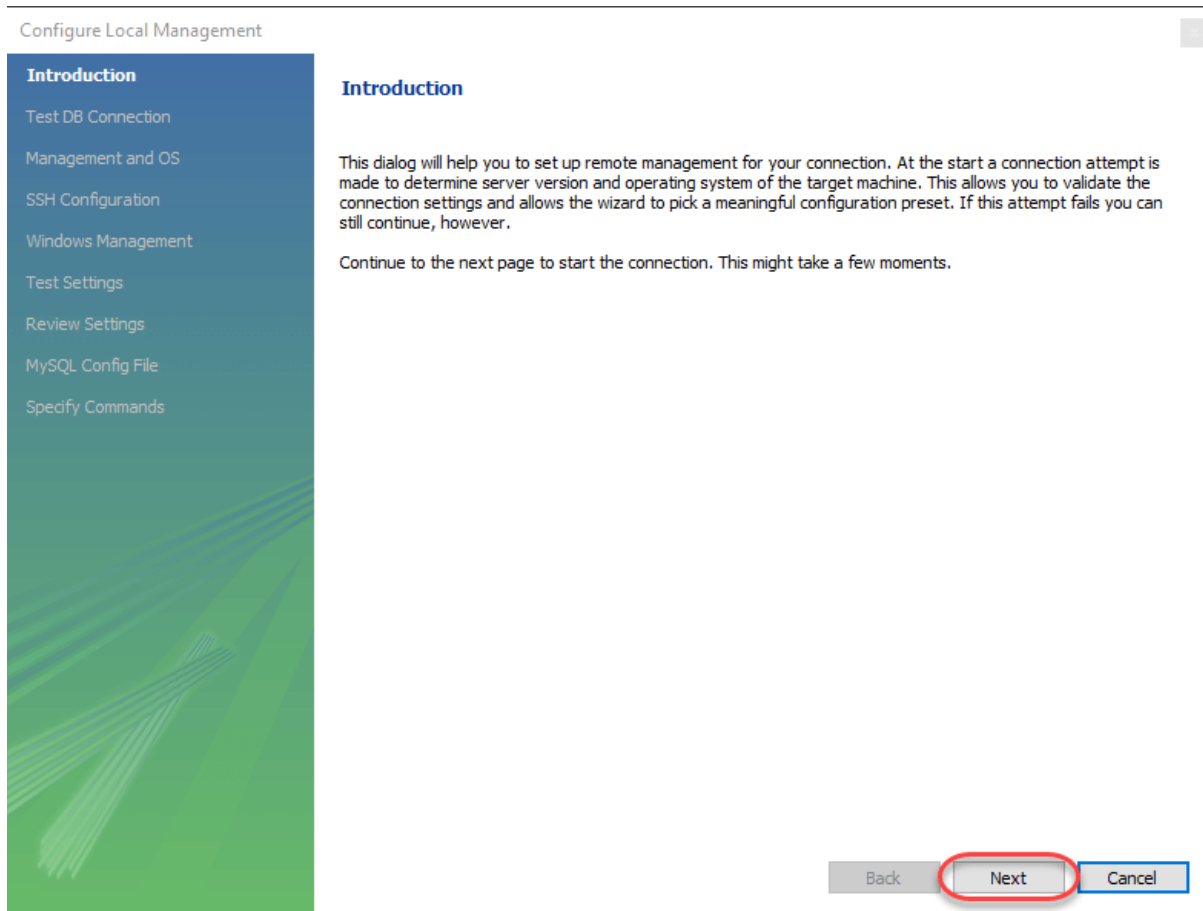 Configure Local Management
Introduction
Test DB Connection
Management and OS
SSH Configuration
Windows Management
Test Settings
Review Settings
MySQL Config File
Specify Commands
Introduction
This dialog will help you to set up remote management for your connection. At the start a connection attempt is
made to determine server version and operating system of the target machine. This allows you to validate the
connection settings and allows the wizard to pick a meaningful configuration preset. If this attempt fails you can
still continue, however.
Continue to the next page to start the connection. This might take a few moments.
Back
Next
Cancel